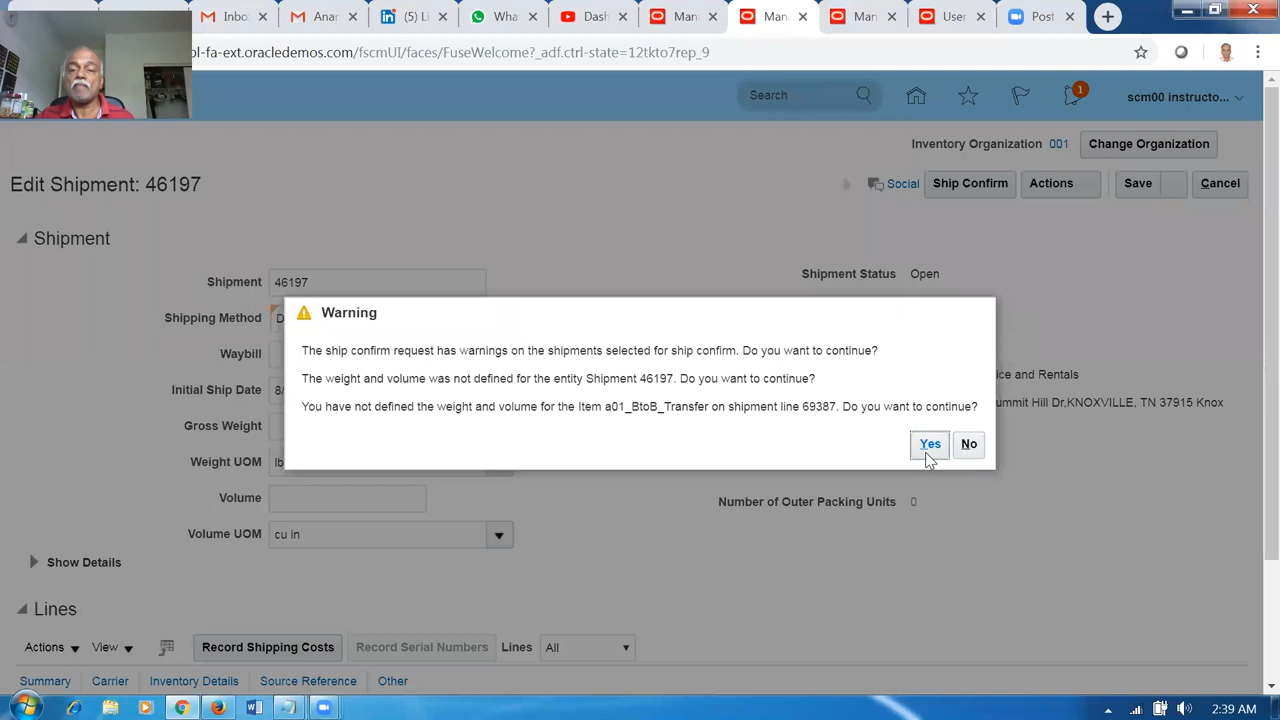 Inbo
Anar
(5) Li
Wha
Dash
Man
Man
Man
User
Post
ol-fa-ext.oracledemos.com/fscmUI/faces/FuseWelcome?_adf.ctrl-state=12tkto7rep_9
Search
1
scm00 instructo...
Inventory Organization 001 Change Organization
Edit Shipment: 46197
Social Ship Confirm Actions Save Cancel
Shipment
Shipment 46197
Shipment Status Open
Shipping Method D
Waybill
Initial Ship Date 8/
Gross Weight
Weight UOM lb
Volume
Volume UOM cu in
ice and Rentals
ummit Hill Dr,KNOXVILLE, TN 37915 Knox
Number of Outer Packing Units 0
Warning
The ship confirm request has warnings on the shipments selected for ship confirm. Do you want to continue?
The weight and volume was not defined for the entity Shipment 46197. Do you want to continue?
You have not defined the weight and volume for the Item a01_BtoB_Transfer on shipment line 69387. Do you want to continue?
Yes No
Show Details
Lines
Actions View Record Shipping Costs Record Serial Numbers Lines All
Summary Carrier Inventory Details Source Reference Other
2:39 AM